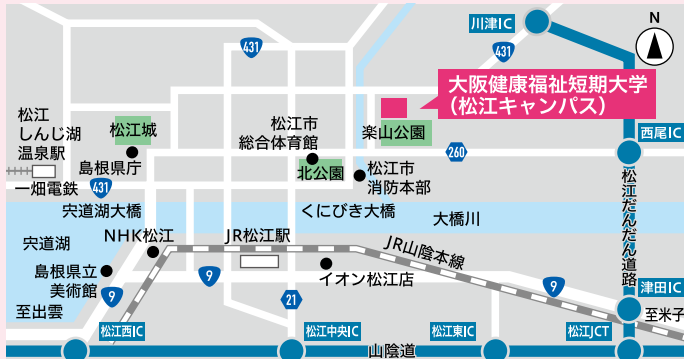 川津IC
N
431
431
大阪健康福祉短期大学
(松江キャンパス)
松江
しんじ湖
温泉駅
松江城
松江市
総合体育館
楽山公園
西尾IC
260
島根県庁
北公園
松江市
消防本部
一畑電鉄
431
松江だんだん道路
宍道湖大橋
くにびき大橋
大橋川
宍道湖
NHK松江
JR松江駅
JR山陰本線
島根県立
美術館
9
9
イオン松江店
9
津田IC
21
至出雲
至米子
松江西IC
松江中央IC
松江東IC
松江JCT
山陰道